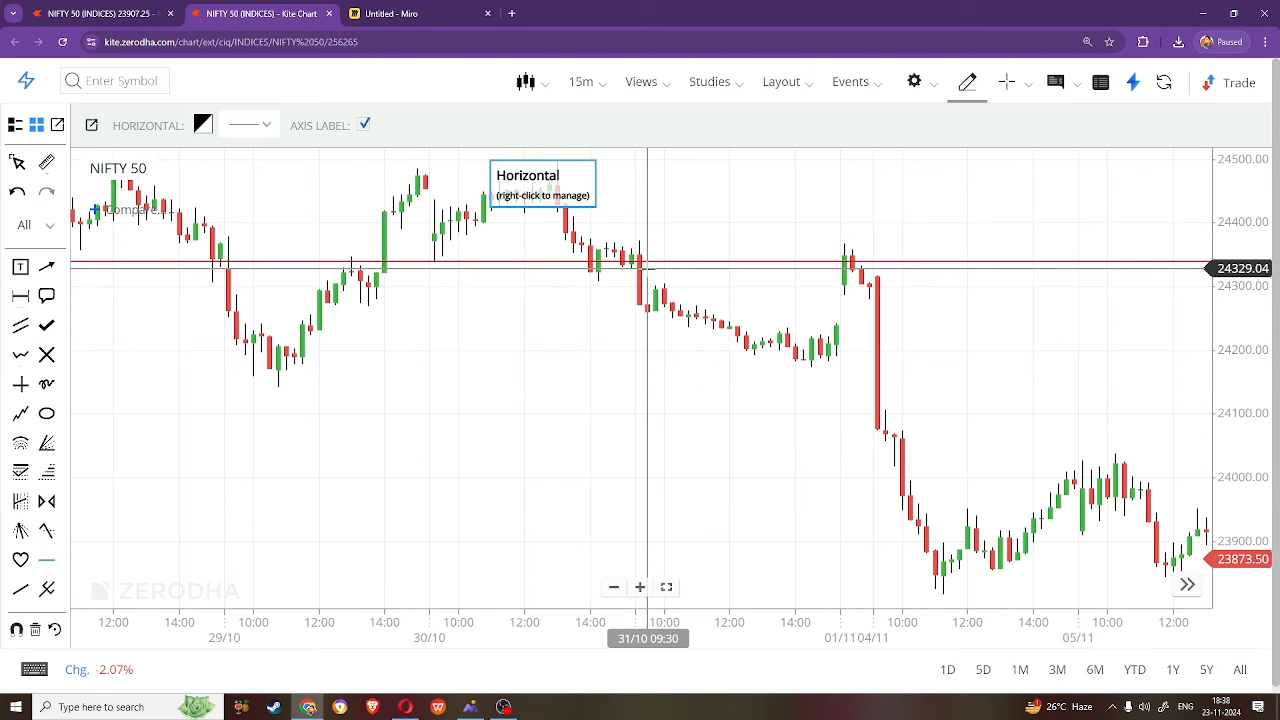 NIFTY 50 (INDICES) 23907.25 -
NIFTY 50 (INDICES) - Kite Chart
Untitled - Miro
kite.zerodha.com/chart/ext/ciq/INDICES/NIFTY%2050/256265
Paused
Enter Symbol
15m
Views
Studies
Layout
Events
Trade
HORIZONTAL:
AXIS LABEL:
NIFTY 50
Compare...
Horizontal
(right-click to manage)
All
T
24500.00
24400.00
24329.04
24300.00
24200.00
24100.00
24000.00
23900.00
23873.50
ZERODHA
12:00 14:00 10:00 12:00 14:00 10:00 12:00 14:00 10:00 12:00 14:00 10:00 12:00 14:00 10:00 12:00
29/10 30/10 31/10 09:30 01/11 04/11 05/11
Chg. -2.07%
1D 5D 1M 3M 6M YTD 1Y 5Y All
Type here to search
26°C Haze
ENG
18:38
23-11-2024